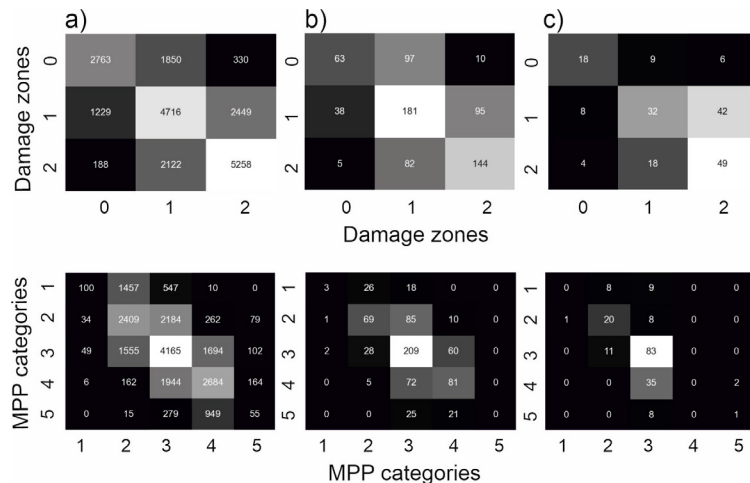 a) b) c)
Damage zones
0 2763 1850 330 63 97 10 18 9 6
1 1229 4716 2449 38 181 95 8 32 42
2 188 2122 5258 5 82 144 4 18 49
0 1 2 0 1 2 0 1 2
Damage zones
MPP categories
1 100 1457 547 10 0 3 26 18 0 0 0 8 9 0 0
2 34 2409 2184 262 79 1 69 85 10 0 1 20 8 0 0
3 49 1555 4165 1694 102 2 28 209 60 0 0 11 83 0 0
4 6 162 1944 2684 164 0 5 72 81 0 0 0 35 0 2
5 0 15 279 949 55 0 0 25 21 0 0 0 8 0 1
1 2 3 4 5 1 2 3 4 5 1 2 3 4 5
MPP categories